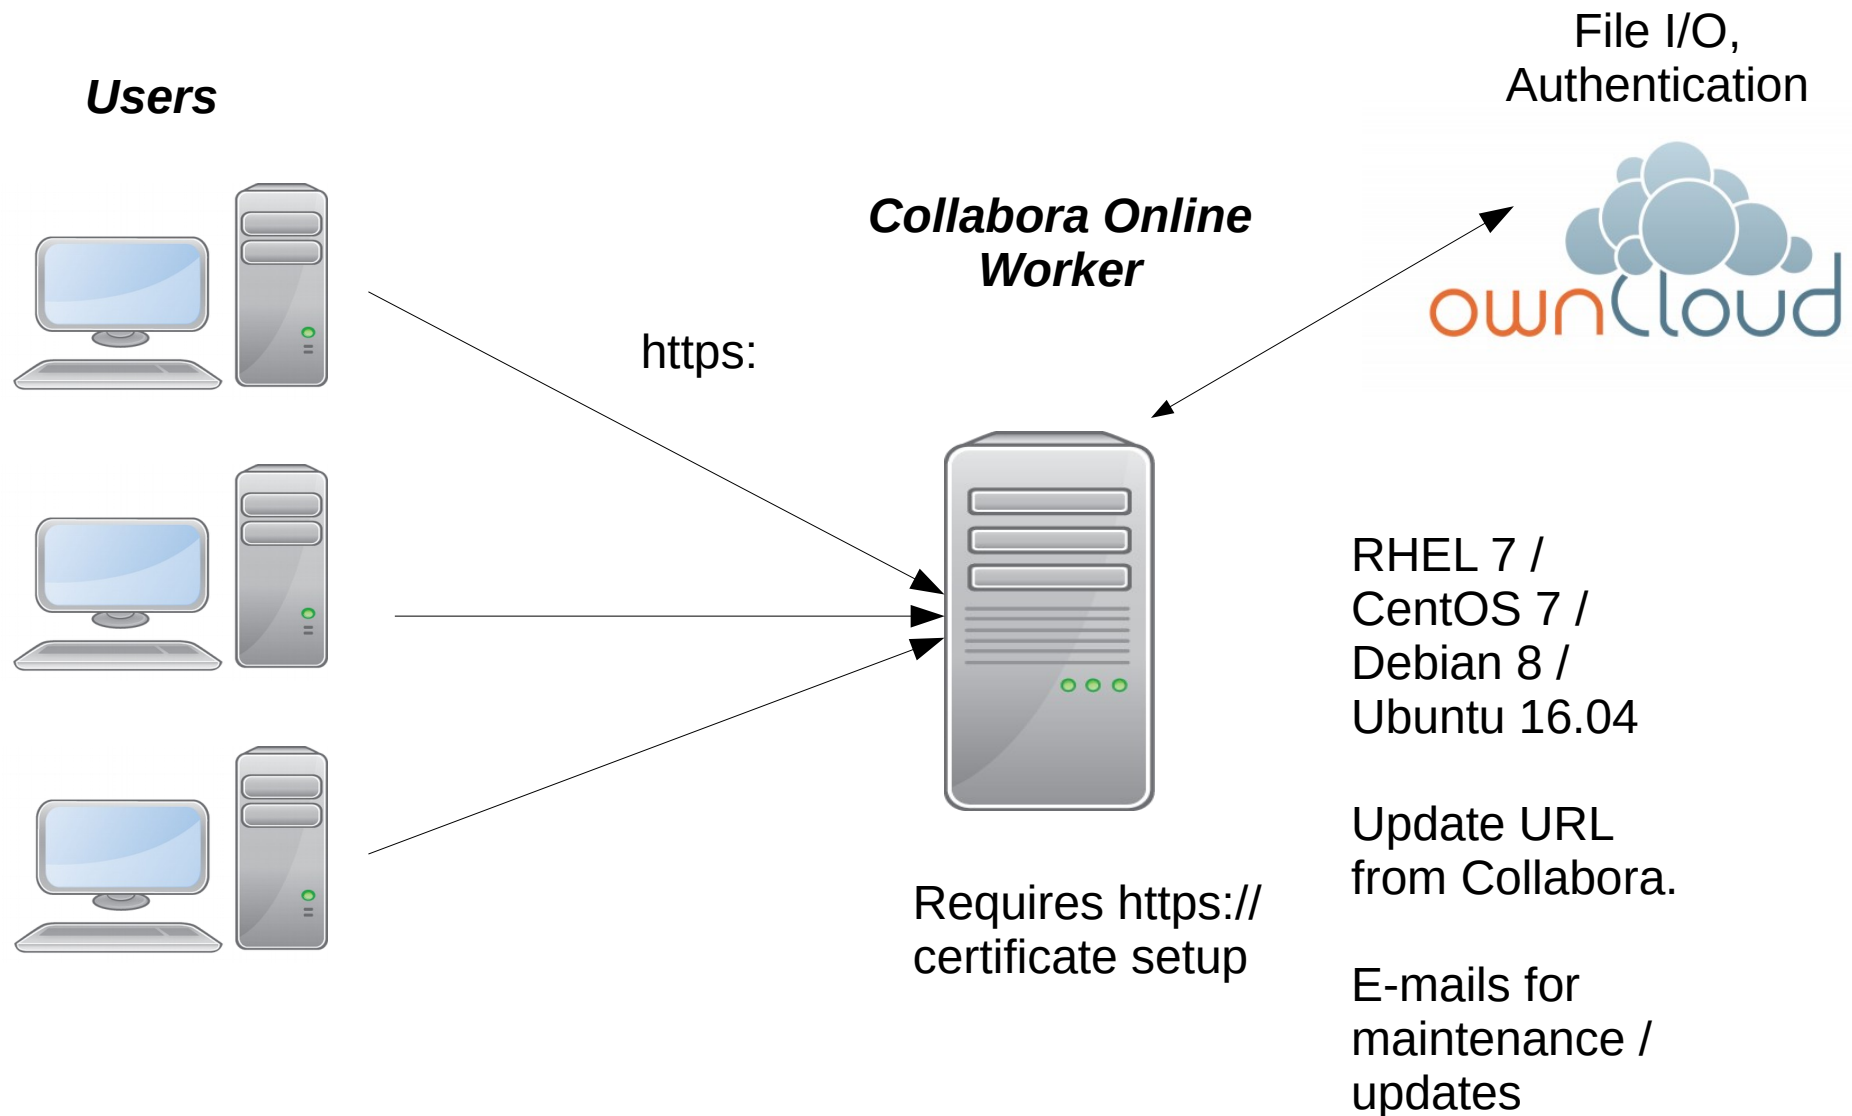 Users
File I/O,
Authentication
ownCloud
Collabora Online
Worker
https:
RHEL 7 /
CentOS 7 /
Debian 8 /
Ubuntu 16.04
Update URL
from Collabora.
Requires https://
certificate setup
E-mails for
maintenance /
updates